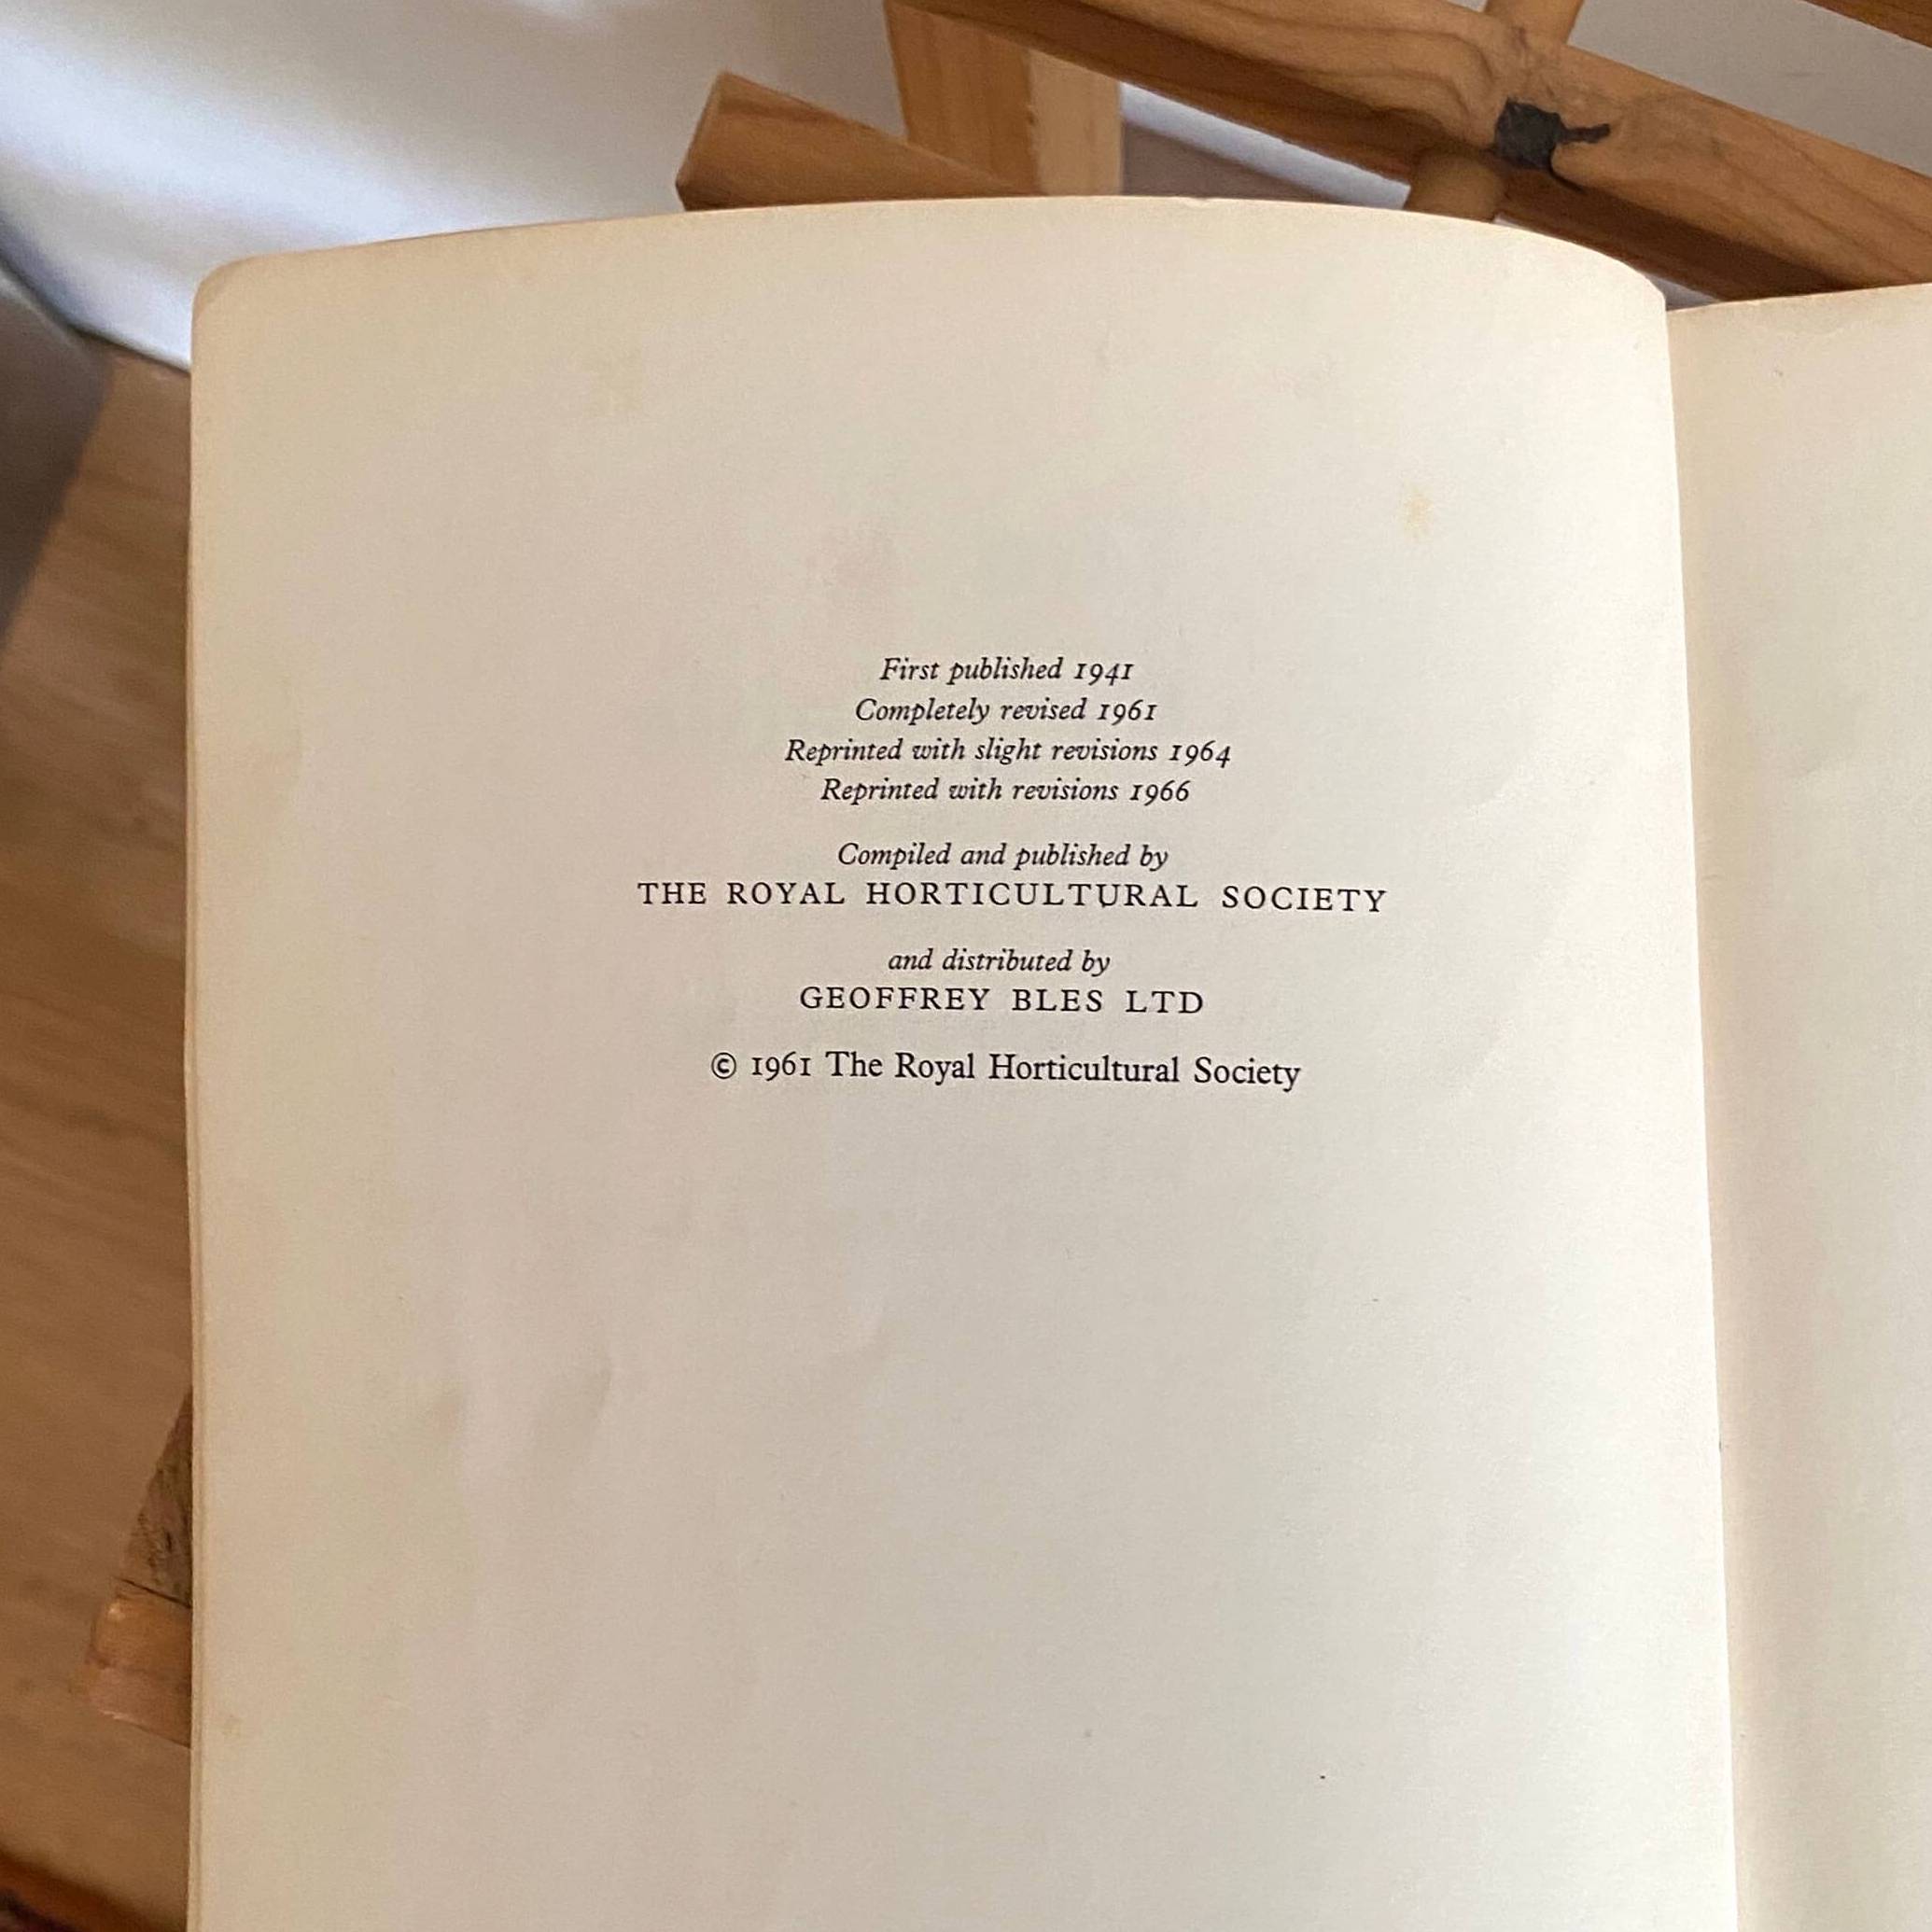 First published 1941
Completely revised 1961
Reprinted with slight revisions 1964
Reprinted with revisions 1966
Compiled and published by
THE ROYAL HORTICULTURAL SOCIETY
and distributed by
GEOFFREY BLES LTD
© 1961 The Royal Horticultural Society